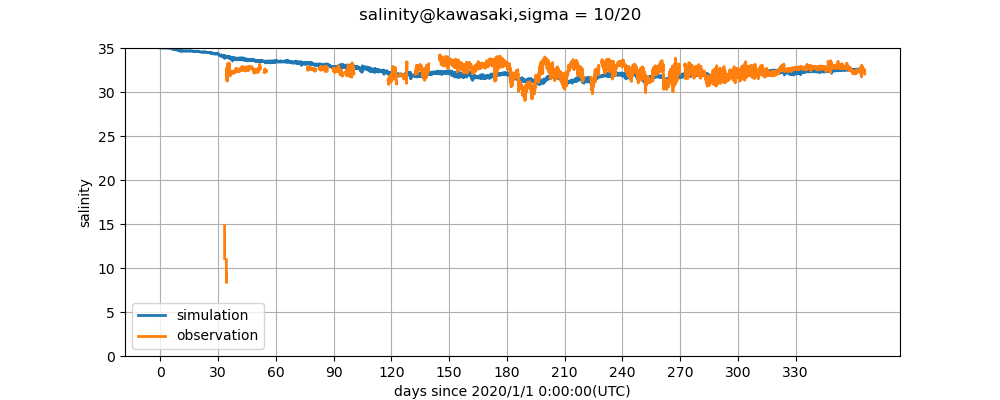 salinity@kawasaki,sigma = 10/20
salinity
35
30
25
20
15
10
5
0
simulation
observation
0 30 60 90 120 150 180 210 240 270 300 330
days since 2020/1/1 0:00:00(UTC)